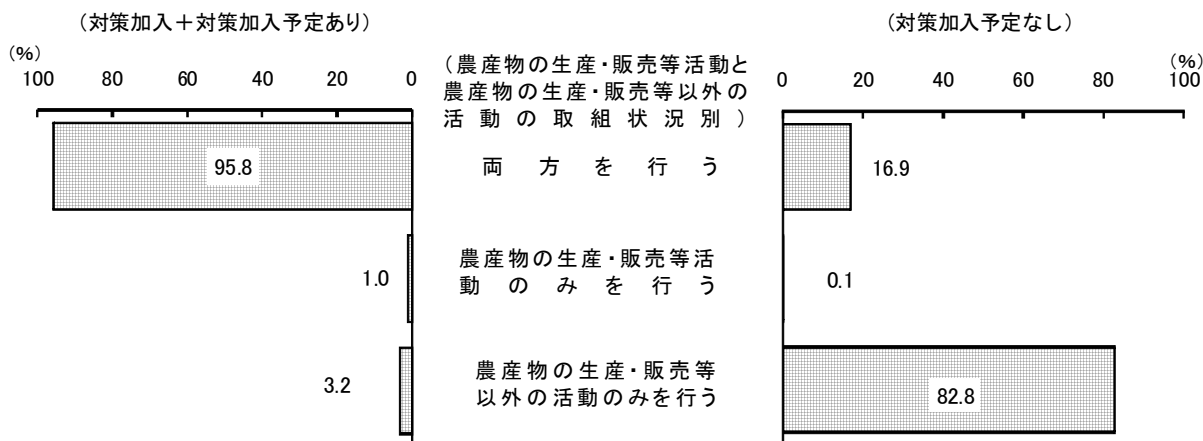 （対策加入＋対策加入予定あり）
（対策加入予定なし）
（%）
100 80 60 40 20 0
（農産物の生産・販売等活動と
農産物の生産・販売等以外の
活動の取組状況別）
0 20 40 60 80 100
（%）
95.8
両方を行う
16.9
1.0
農産物の生産・販売等活
動のみを行う
0.1
3.2
農産物の生産・販売等
以外の活動のみを行う
82.8